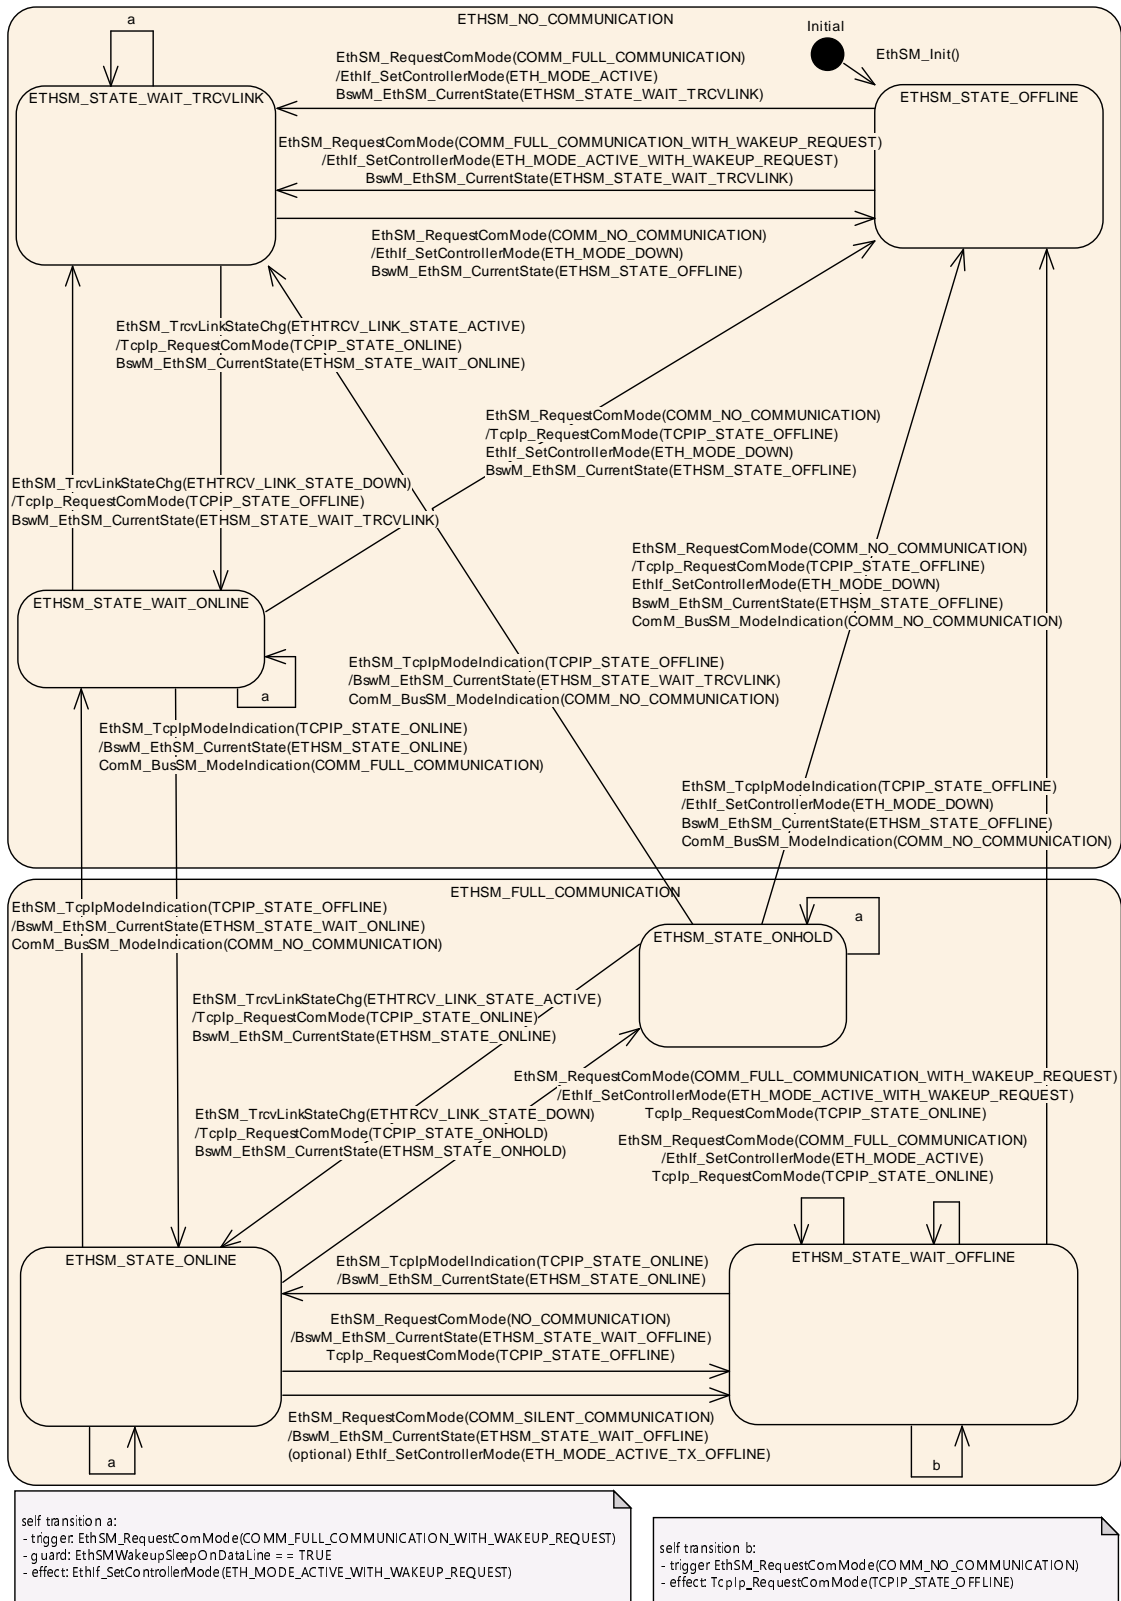 ETHSM_NO_COMMUNICATION
a
Initial
EthSM_Init()
EthSM_RequestComMode(COMM_FULL_COMMUNICATION)
/EthIf_SetControllerMode(ETH_MODE_ACTIVE)
BswM_EthSM_CurrentState(ETHSM_STATE_WAIT_TRCVLINK)
ETHSM_STATE_WAIT_TRCVLINK
ETHSM_STATE_OFFLINE
EthSM_RequestComMode(COMM_FULL_COMMUNICATION_WITH_WAKEUP_REQUEST)
/EthIf_SetControllerMode(ETH_MODE_ACTIVE_WITH_WAKEUP_REQUEST)
BswM_EthSM_CurrentState(ETHSM_STATE_WAIT_TRCVLINK)
EthSM_RequestComMode(COMM_NO_COMMUNICATION)
/EthIf_SetControllerMode(ETH_MODE_DOWN)
BswM_EthSM_CurrentState(ETHSM_STATE_OFFLINE)
EthSM_TrcvLinkStateChg(ETHTRCV_LINK_STATE_ACTIVE)
/TcpIp_RequestComMode(TCPIP_STATE_ONLINE)
BswM_EthSM_CurrentState(ETHSM_STATE_WAIT_ONLINE)
EthSM_RequestComMode(COMM_NO_COMMUNICATION)
/TcpIp_RequestComMode(TCPIP_STATE_OFFLINE)
EthIf_SetControllerMode(ETH_MODE_DOWN)
BswM_EthSM_CurrentState(ETHSM_STATE_OFFLINE)
EthSM_TrcvLinkStateChg(ETHTRCV_LINK_STATE_DOWN)
/TcpIp_RequestComMode(TCPIP_STATE_OFFLINE)
BswM_EthSM_CurrentState(ETHSM_STATE_WAIT_TRCVLINK)
EthSM_RequestComMode(COMM_NO_COMMUNICATION)
/TcpIp_RequestComMode(TCPIP_STATE_OFFLINE)
EthIf_SetControllerMode(ETH_MODE_DOWN)
BswM_EthSM_CurrentState(ETHSM_STATE_OFFLINE)
ComM_BusSM_ModeIndication(COMM_NO_COMMUNICATION)
ETHSM_STATE_WAIT_ONLINE
a
EthSM_TcpIpModeIndication(TCPIP_STATE_OFFLINE)
/BswM_EthSM_CurrentState(ETHSM_STATE_WAIT_TRCVLINK)
ComM_BusSM_ModeIndication(COMM_NO_COMMUNICATION)
EthSM_TcpIpModeIndication(TCPIP_STATE_ONLINE)
/BswM_EthSM_CurrentState(ETHSM_STATE_ONLINE)
ComM_BusSM_ModeIndication(COMM_FULL_COMMUNICATION)
EthSM_TcpIpModeIndication(TCPIP_STATE_OFFLINE)
/EthIf_SetControllerMode(ETH_MODE_DOWN)
BswM_EthSM_CurrentState(ETHSM_STATE_OFFLINE)
ComM_BusSM_ModeIndication(COMM_NO_COMMUNICATION)
ETHSM_FULL_COMMUNICATION
EthSM_TcpIpModeIndication(TCPIP_STATE_OFFLINE)
/BswM_EthSM_CurrentState(ETHSM_STATE_WAIT_ONLINE)
ComM_BusSM_ModeIndication(COMM_NO_COMMUNICATION)
a
ETHSM_STATE_ONHOLD
EthSM_TrcvLinkStateChg(ETHTRCV_LINK_STATE_ACTIVE)
/TcpIp_RequestComMode(TCPIP_STATE_ONLINE)
BswM_EthSM_CurrentState(ETHSM_STATE_ONLINE)
EthSM_RequestComMode(COMM_FULL_COMMUNICATION_WITH_WAKEUP_REQUEST)
/EthIf_SetControllerMode(ETH_MODE_ACTIVE_WITH_WAKEUP_REQUEST)
TcpIp_RequestComMode(TCPIP_STATE_ONLINE)
EthSM_TrcvLinkStateChg(ETHTRCV_LINK_STATE_DOWN)
/TcpIp_RequestComMode(TCPIP_STATE_ONHOLD)
BswM_EthSM_CurrentState(ETHSM_STATE_ONHOLD)
EthSM_RequestComMode(COMM_FULL_COMMUNICATION)
/EthIf_SetControllerMode(ETH_MODE_ACTIVE)
TcpIp_RequestComMode(TCPIP_STATE_ONLINE)
ETHSM_STATE_ONLINE
ETHSM_STATE_WAIT_OFFLINE
EthSM_TcpIpModeIIndication(TCPIP_STATE_ONLINE)
/BswM_EthSM_CurrentState(ETHSM_STATE_ONLINE)
EthSM_RequestComMode(NO_COMMUNICATION)
/BswM_EthSM_CurrentState(ETHSM_STATE_WAIT_OFFLINE)
TcpIp_RequestComMode(TCPIP_STATE_OFFLINE)
EthSM_RequestComMode(COMM_SILENT_COMMUNICATION)
/BswM_EthSM_CurrentState(ETHSM_STATE_WAIT_OFFLINE)
(optional) EthIf_SetControllerMode(ETH_MODE_ACTIVE_TX_OFFLINE)
a
b
self transition a:
- trigger: EthSM_RequestComMode(COMM_FULL_COMMUNICATION_WITH_WAKEUP_REQUEST)
- guard: EthSMWakeupSleepOnDataLine == TRUE
- effect: EthIf_SetControllerMode(ETH_MODE_ACTIVE_WITH_WAKEUP_REQUEST)
self transition b:
- trigger EthSM_RequestComMode(COMM_NO_COMMUNICATION)
- effect: TcpIp_RequestComMode(TCPIP_STATE_OFFLINE)